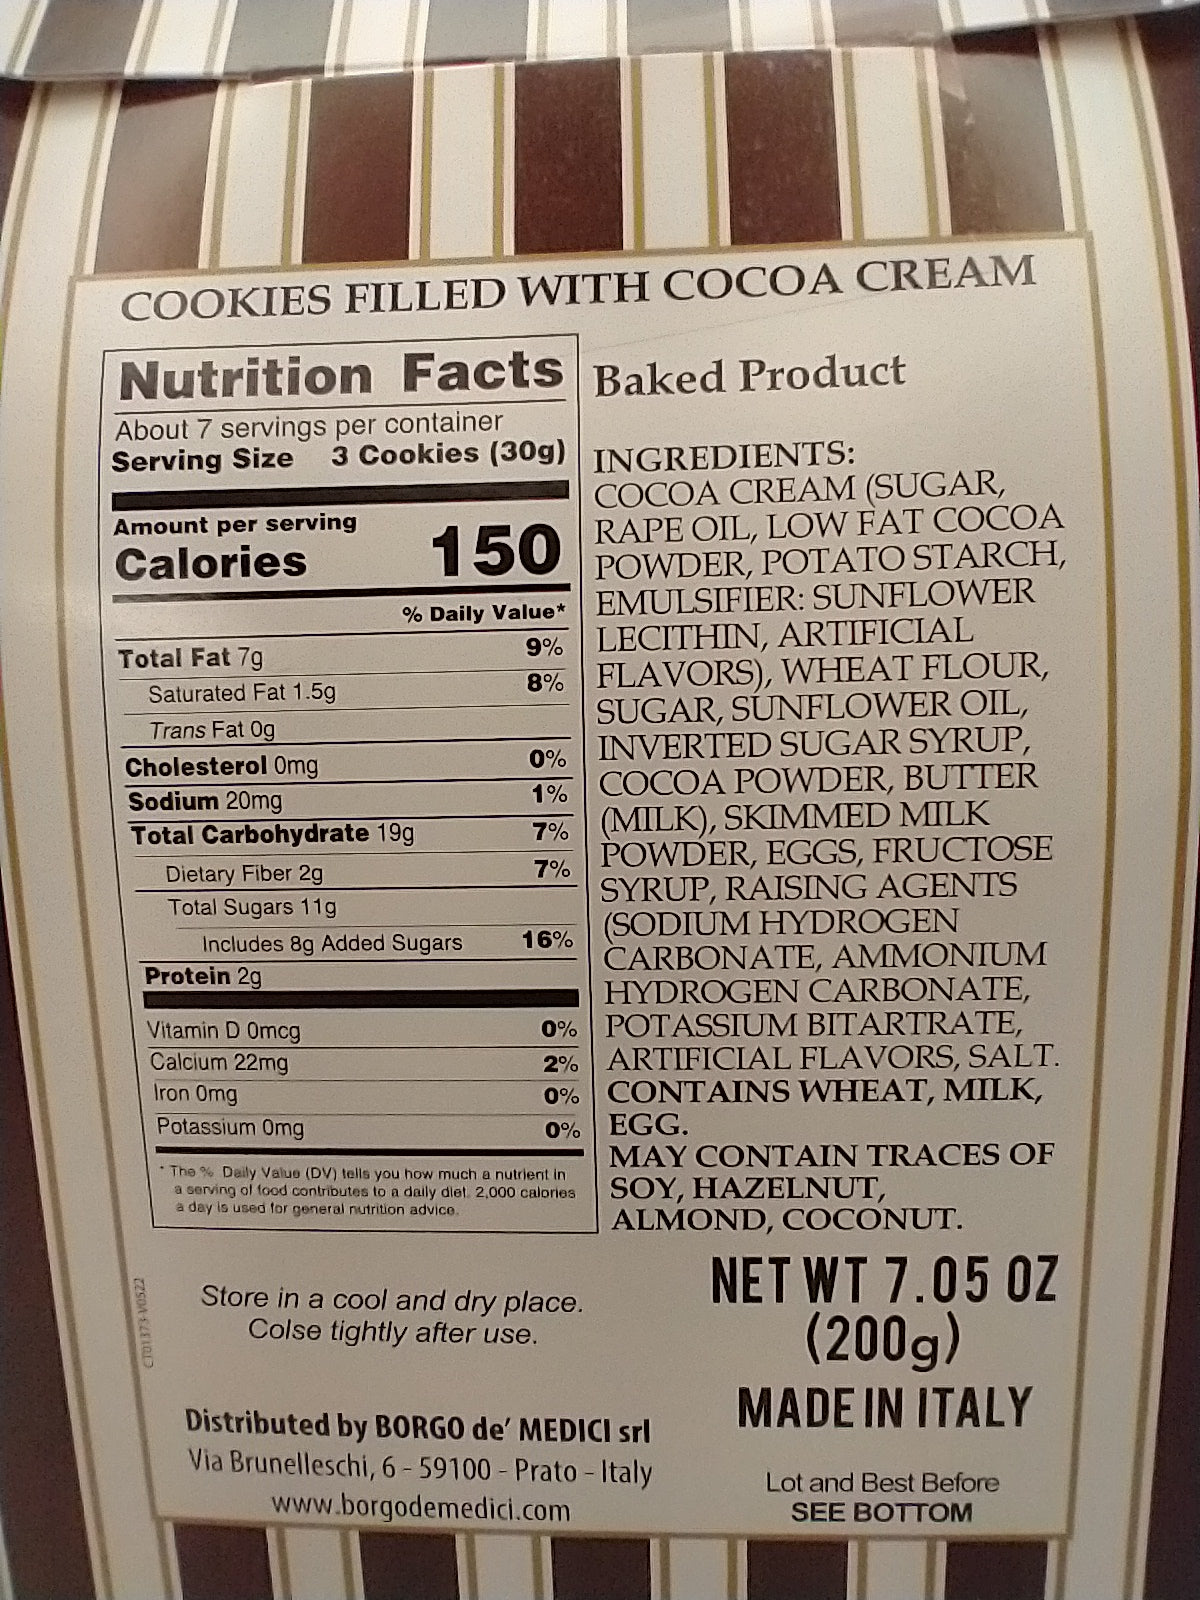 COOKIES FILLED WITH COCOA CREAM
Nutrition Facts
About 7 servings per container
Serving Size 3 Cookies (30g)
Amount per serving
Calories 150
% Daily Value*
Total Fat 7g 9%
Saturated Fat 1.5g 8%
Trans Fat 0g
Cholesterol 0mg 0%
Sodium 20mg 1%
Total Carbohydrate 19g 7%
Dietary Fiber 2g 7%
Total Sugars 11g
Includes 8g Added Sugars 16%
Protein 2g
Vitamin D 0mcg 0%
Calcium 22mg 2%
Iron 0mg 0%
Potassium 0mg 0%
* The % Daily Value (DV) tells you how much a nutrient in
a serving of food contributes to a daily diet. 2,000 calories
a day is used for general nutrition advice.
Baked Product
INGREDIENTS:
COCOA CREAM (SUGAR,
RAPE OIL, LOW FAT COCOA
POWDER, POTATO STARCH,
EMULSIFIER: SUNFLOWER
LECITHIN, ARTIFICIAL
FLAVORS), WHEAT FLOUR,
SUGAR, SUNFLOWER OIL,
INVERTED SUGAR SYRUP,
COCOA POWDER, BUTTER
(MILK), SKIMMED MILK
POWDER, EGGS, FRUCTOSE
SYRUP, RAISING AGENTS
(SODIUM HYDROGEN
CARBONATE, AMMONIUM
HYDROGEN CARBONATE,
POTASSIUM BITARTRATE,
ARTIFICIAL FLAVORS, SALT.
CONTAINS WHEAT, MILK,
EGG.
MAY CONTAIN TRACES OF
SOY, HAZELNUT,
ALMOND, COCONUT.
CT01373-V0522
Store in a cool and dry place.
Colse tightly after use.
NET WT 7.05 OZ
(200g)
MADE IN ITALY
Distributed by BORGO de' MEDICI srl
Via Brunelleschi, 6 - 59100 - Prato - Italy
www.borgodemedici.com
Lot and Best Before
SEE BOTTOM